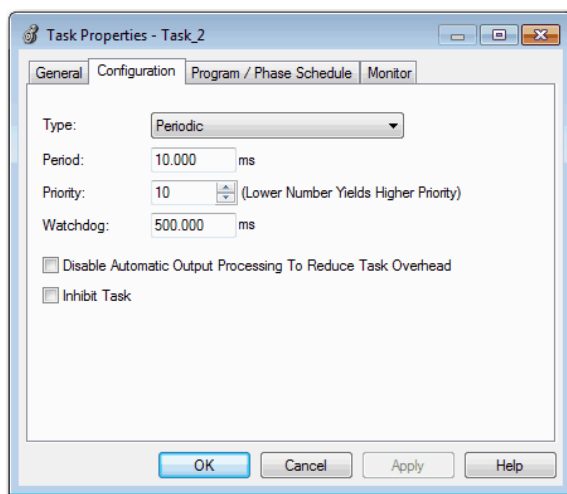 Task Properties - Task_2
General Configuration Program / Phase Schedule Monitor
Type: Periodic
Period: 10.000 ms
Priority: 10 (Lower Number Yields Higher Priority)
Watchdog: 500.000 ms
Disable Automatic Output Processing To Reduce Task Overhead
Inhibit Task
OK Cancel Apply Help